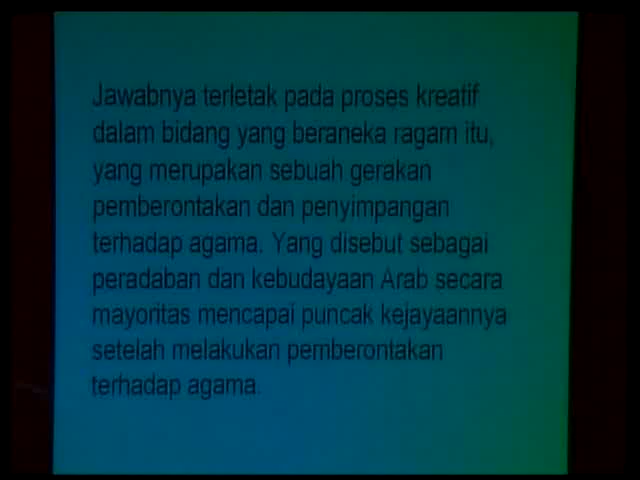 Jawabnya terletak pada proses kreatif
dalam bidang yang beraneka ragam itu,
yang merupakan sebuah gerakan
pemberontakan dan penyimpangan
terhadap agama. Yang disebut sebagai
peradaban dan kebudayaan Arab secara
mayoritas mencapai puncak kejayaannya
setelah melakukan pemberontakan
terhadap agama.